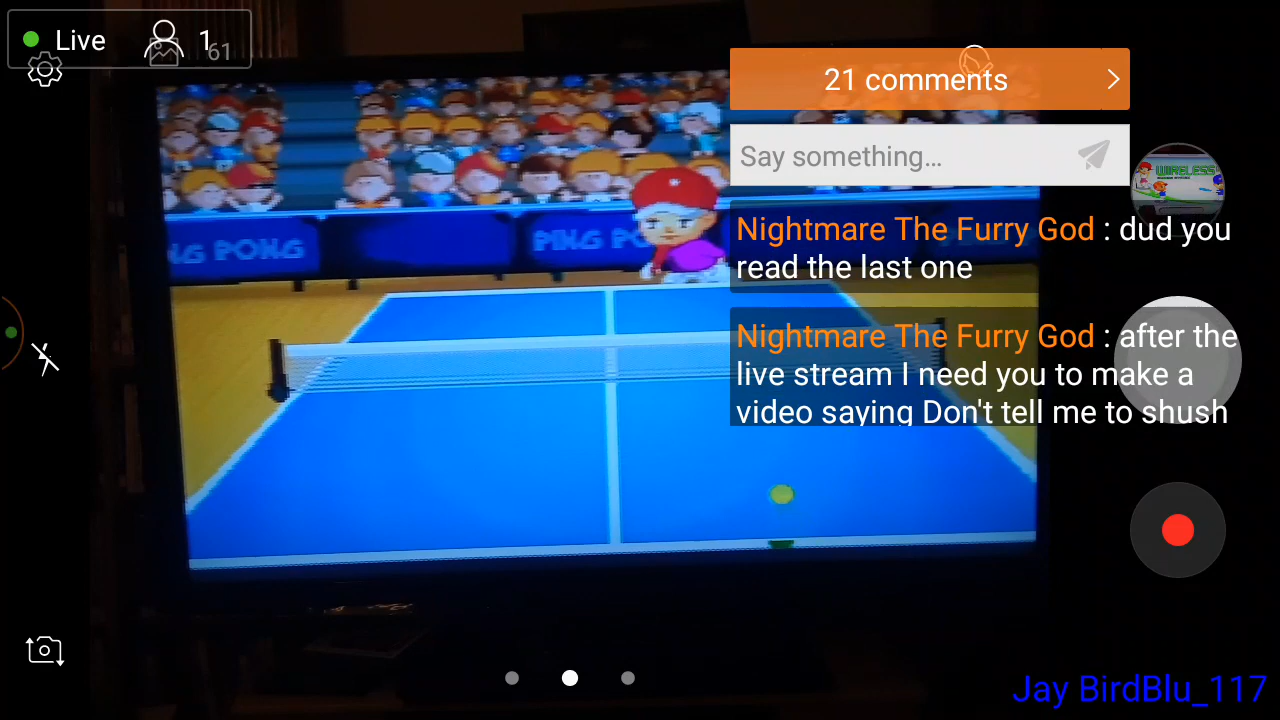 Live 1
61
21 comments
Say something...
WIRELESS
NG PONG
PING PO
Nightmare The Furry God : dud you
read the last one
Nightmare The Furry God : after the
live stream I need you to make a
video saying Don't tell me to shush
Jay BirdBlu_117